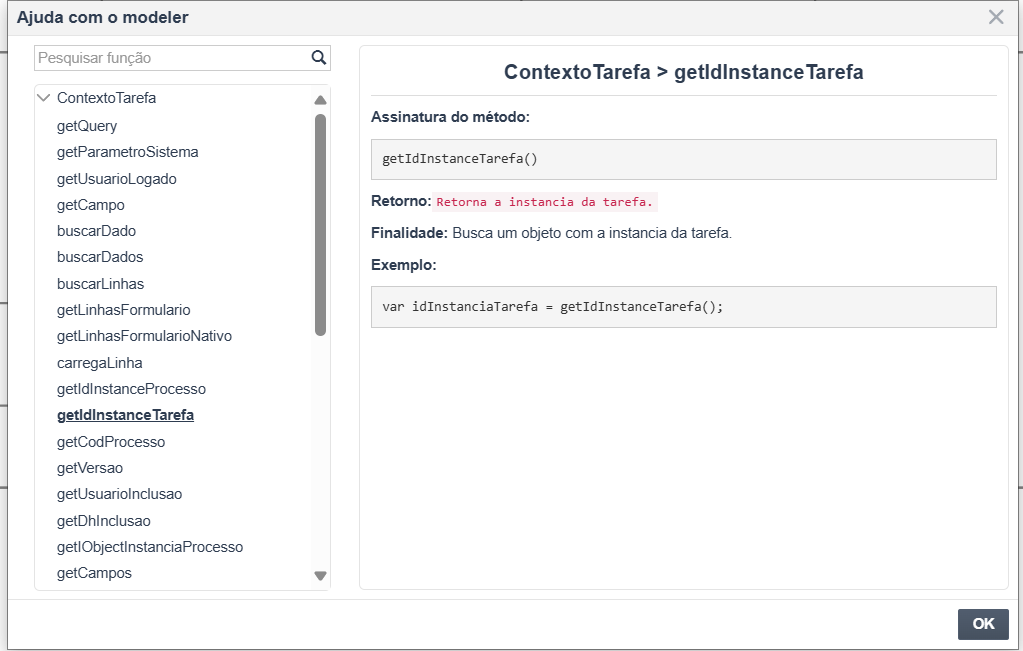 Ajuda com o modeler
Pesquisar função
ContextoTarefa
getQuery
getParametroSistema
getUsuarioLogado
getCampo
buscarDado
buscarDados
buscarLinhas
getLinhasFormulario
getLinhasFormularioNativo
carregaLinha
getIdInstanceProcesso
getIdInstanceTarefa
getCodProcesso
getVersao
getUsuarioInclusao
getDhInclusao
getIObjectInstanciaProcesso
getCampos
ContextoTarefa > getIdInstanceTarefa
Assinatura do método:
getIdInstanceTarefa()
Retorno: Retorna a instancia da tarefa.
Finalidade: Busca um objeto com a instancia da tarefa.
Exemplo:
var idInstanciaTarefa = getIdInstanceTarefa();
OK